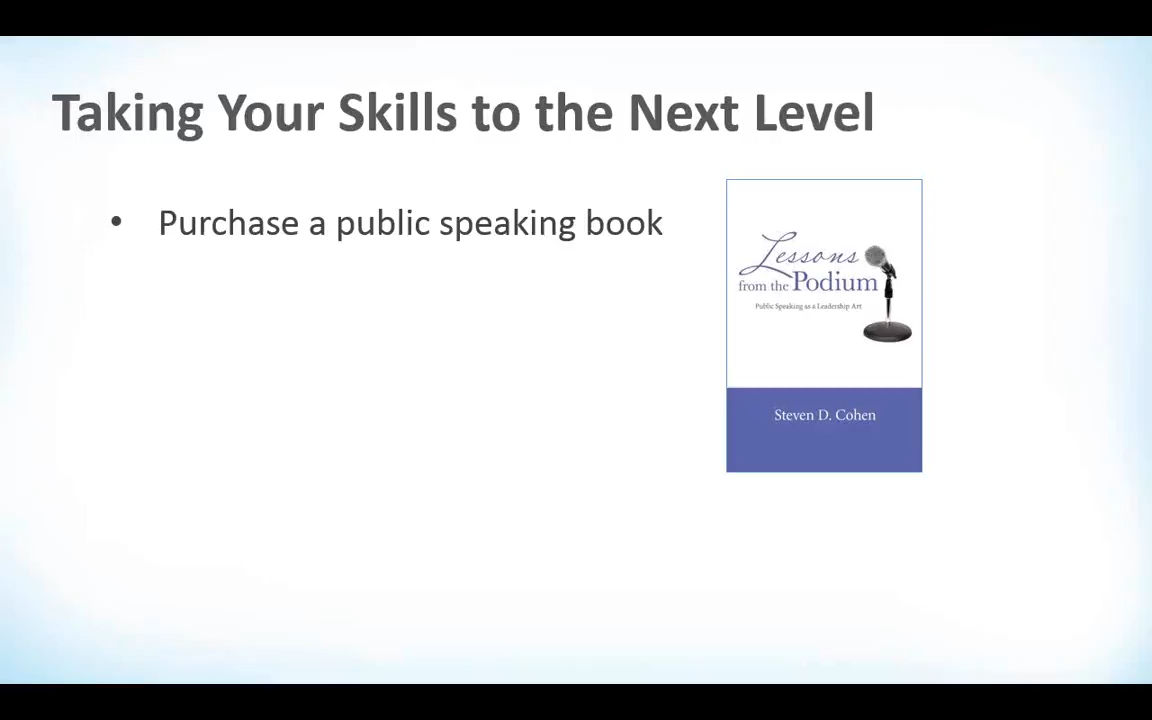 Taking Your Skills to the Next Level
• Purchase a public speaking book
Lessons
from the Podium
Public Speaking as a Leadership Art
Steven D. Cohen